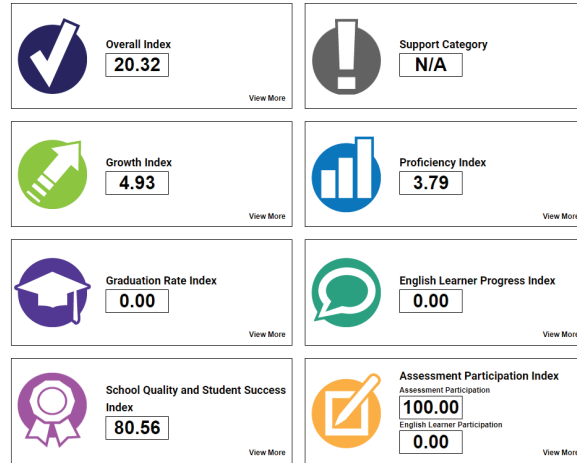 Overall Index
20.32
View More
Support Category
N/A
Growth Index
4.93
View More
Proficiency Index
3.79
View More
Graduation Rate Index
0.00
View More
English Learner Progress Index
0.00
View More
School Quality and Student Success
Index
80.56
View More
Assessment Participation Index
Assessment Participation
100.00
English Learner Participation
0.00
View More